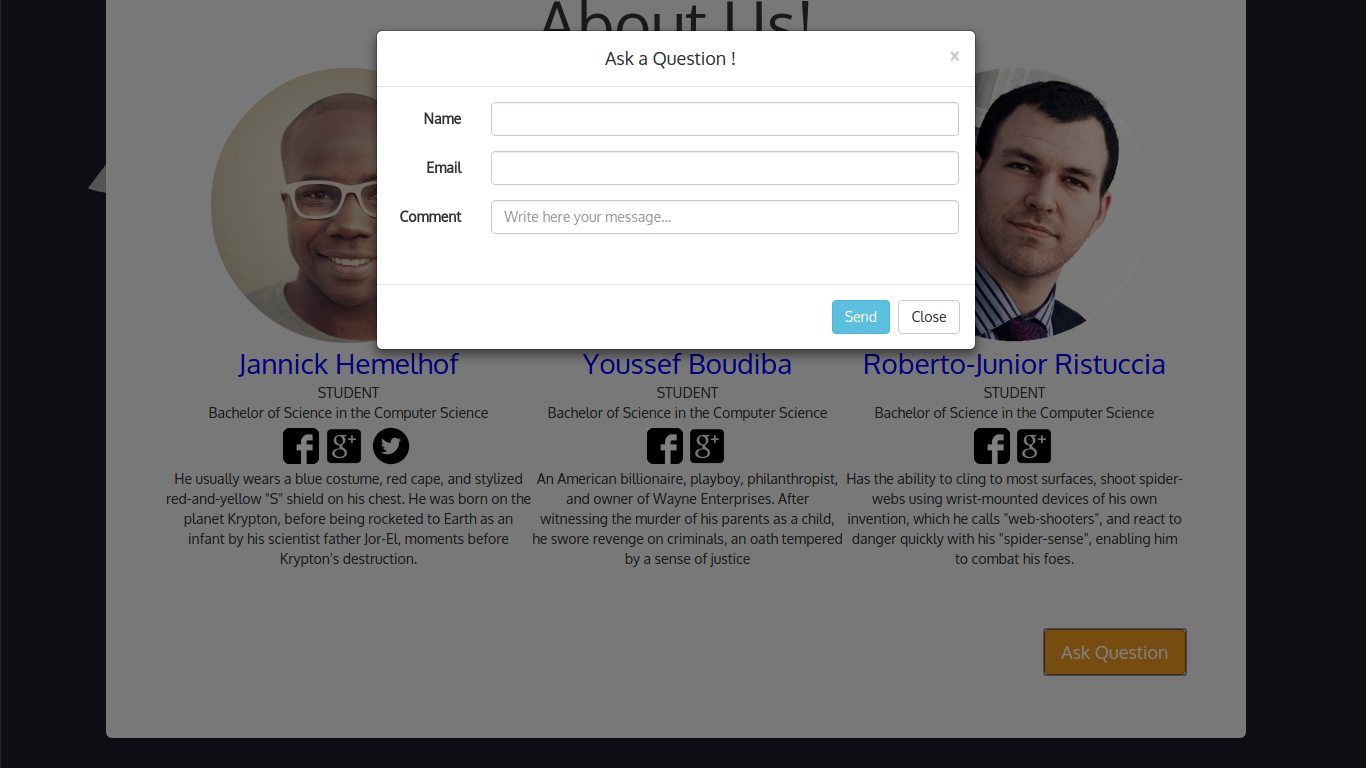 About Us!
Ask a Question !
×
Name
Email
Comment
Write here your message...
Send
Close
Jannick Hemelhof
STUDENT
Bachelor of Science in the Computer Science
He usually wears a blue costume, red cape, and stylized
red-and-yellow "S" shield on his chest. He was born on the
planet Krypton, before being rocketed to Earth as an
infant by his scientist father Jor-El, moments before
Krypton's destruction.
Youssef Boudiba
STUDENT
Bachelor of Science in the Computer Science
An American billionaire, playboy, philanthropist,
and owner of Wayne Enterprises. After
witnessing the murder of his parents as a child,
he swore revenge on criminals, an oath tempered
by a sense of justice
Roberto-Junior Ristuccia
STUDENT
Bachelor of Science in the Computer Science
Has the ability to cling to most surfaces, shoot spider-
webs using wrist-mounted devices of his own
invention, which he calls "web-shooters", and react to
danger quickly with his "spider-sense", enabling him
to combat his foes.
Ask Question